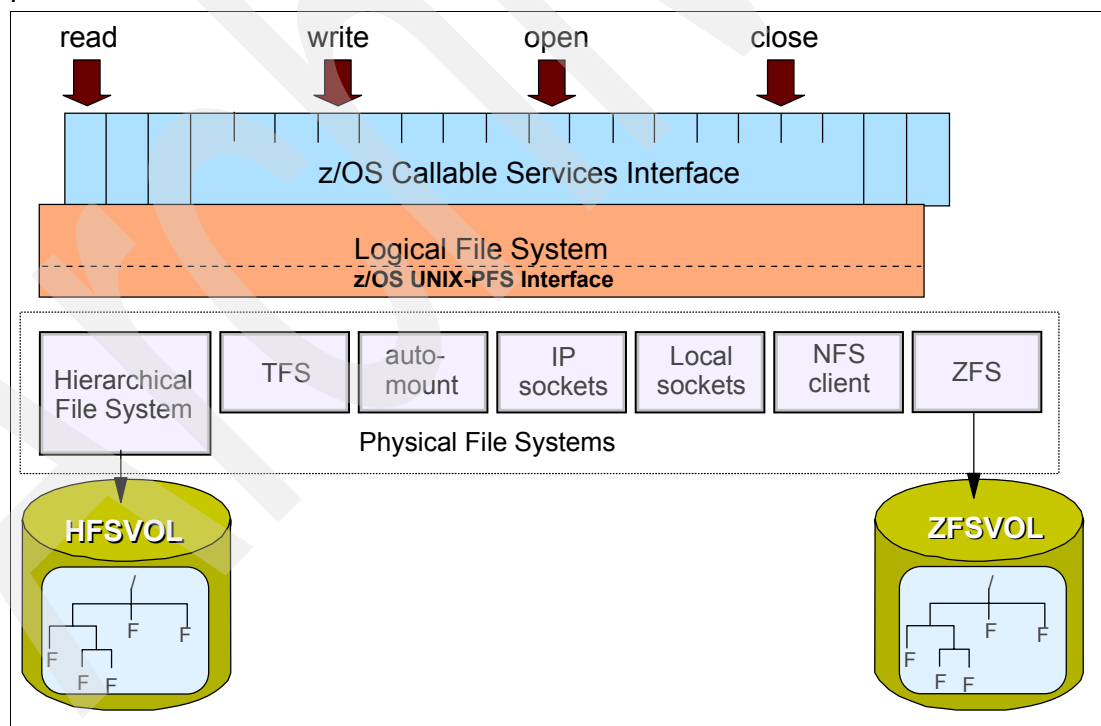 read write open close
z/OS Callable Services Interface
Logical File System
z/OS UNIX-PFS Interface
Hierarchical
File System
TFS
auto-
mount
IP
sockets
Local
sockets
NFS
client
ZFS
Physical File Systems
HFSVOL
/
F
F
F
F
F
ZFSVOL
/
F
F
F
F
F